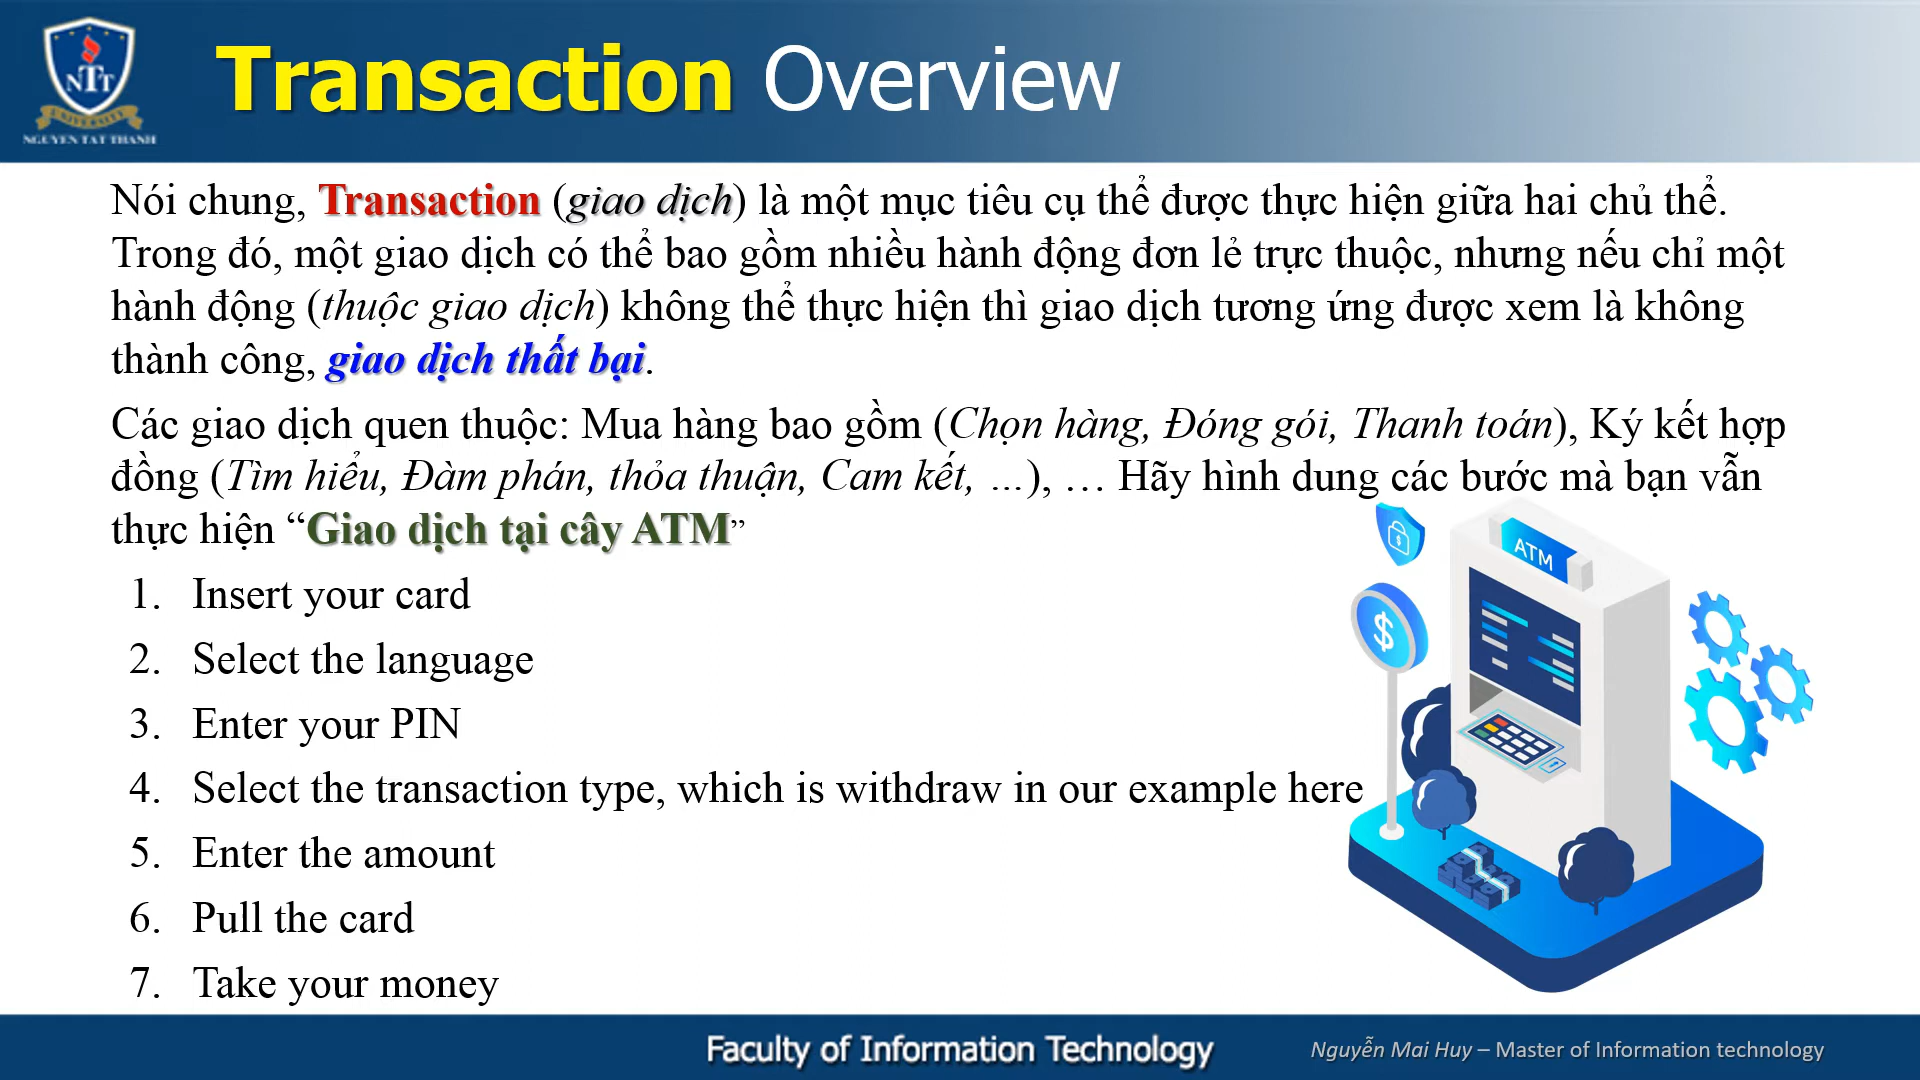 NTT
UNIVERSITY
NGUYEN TAT THANH
Transaction Overview
Nói chung, Transaction (giao dịch) là một mục tiêu cụ thể được thực hiện giữa hai chủ thể.
Trong đó, một giao dịch có thể bao gồm nhiều hành động đơn lẻ trực thuộc, nhưng nếu chỉ một
hành động (thuộc giao dịch) không thể thực hiện thì giao dịch tương ứng được xem là không
thành công, giao dịch thất bại.
Các giao dịch quen thuộc: Mua hàng bao gồm (Chọn hàng, Đóng gói, Thanh toán), Ký kết hợp
đồng (Tìm hiểu, Đàm phán, thỏa thuận, Cam kết, …), … Hãy hình dung các bước mà bạn vẫn
thực hiện “Giao dịch tại cây ATM”
1. Insert your card
2. Select the language
3. Enter your PIN
4. Select the transaction type, which is withdraw in our example here
5. Enter the amount
6. Pull the card
7. Take your money
ATM
$
$
Faculty of Information Technology
Nguyễn Mai Huy – Master of Information technology